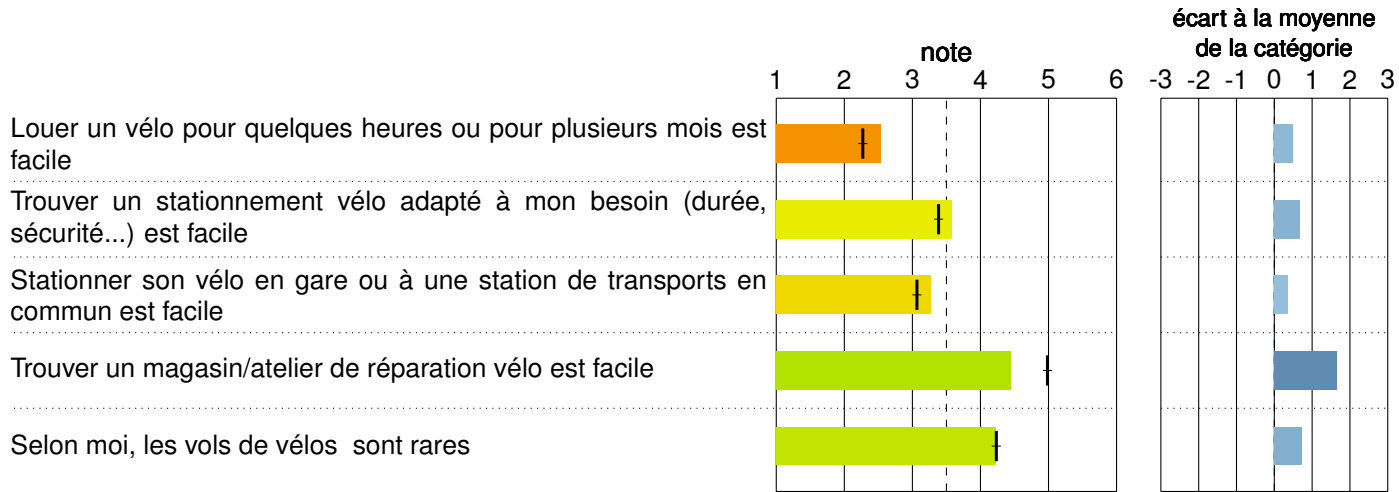 écart à la moyenne
note de la catégorie
1 2 3 4 5 6 -3 -2 -1 0 1 2 3
Louer un vélo pour quelques heures ou pour plusieurs mois est
facile
Trouver un stationnement vélo adapté à mon besoin (durée,
sécurité...) est facile
Stationner son vélo en gare ou à une station de transports en
commun est facile
Trouver un magasin/atelier de réparation vélo est facile
Selon moi, les vols de vélos sont rares